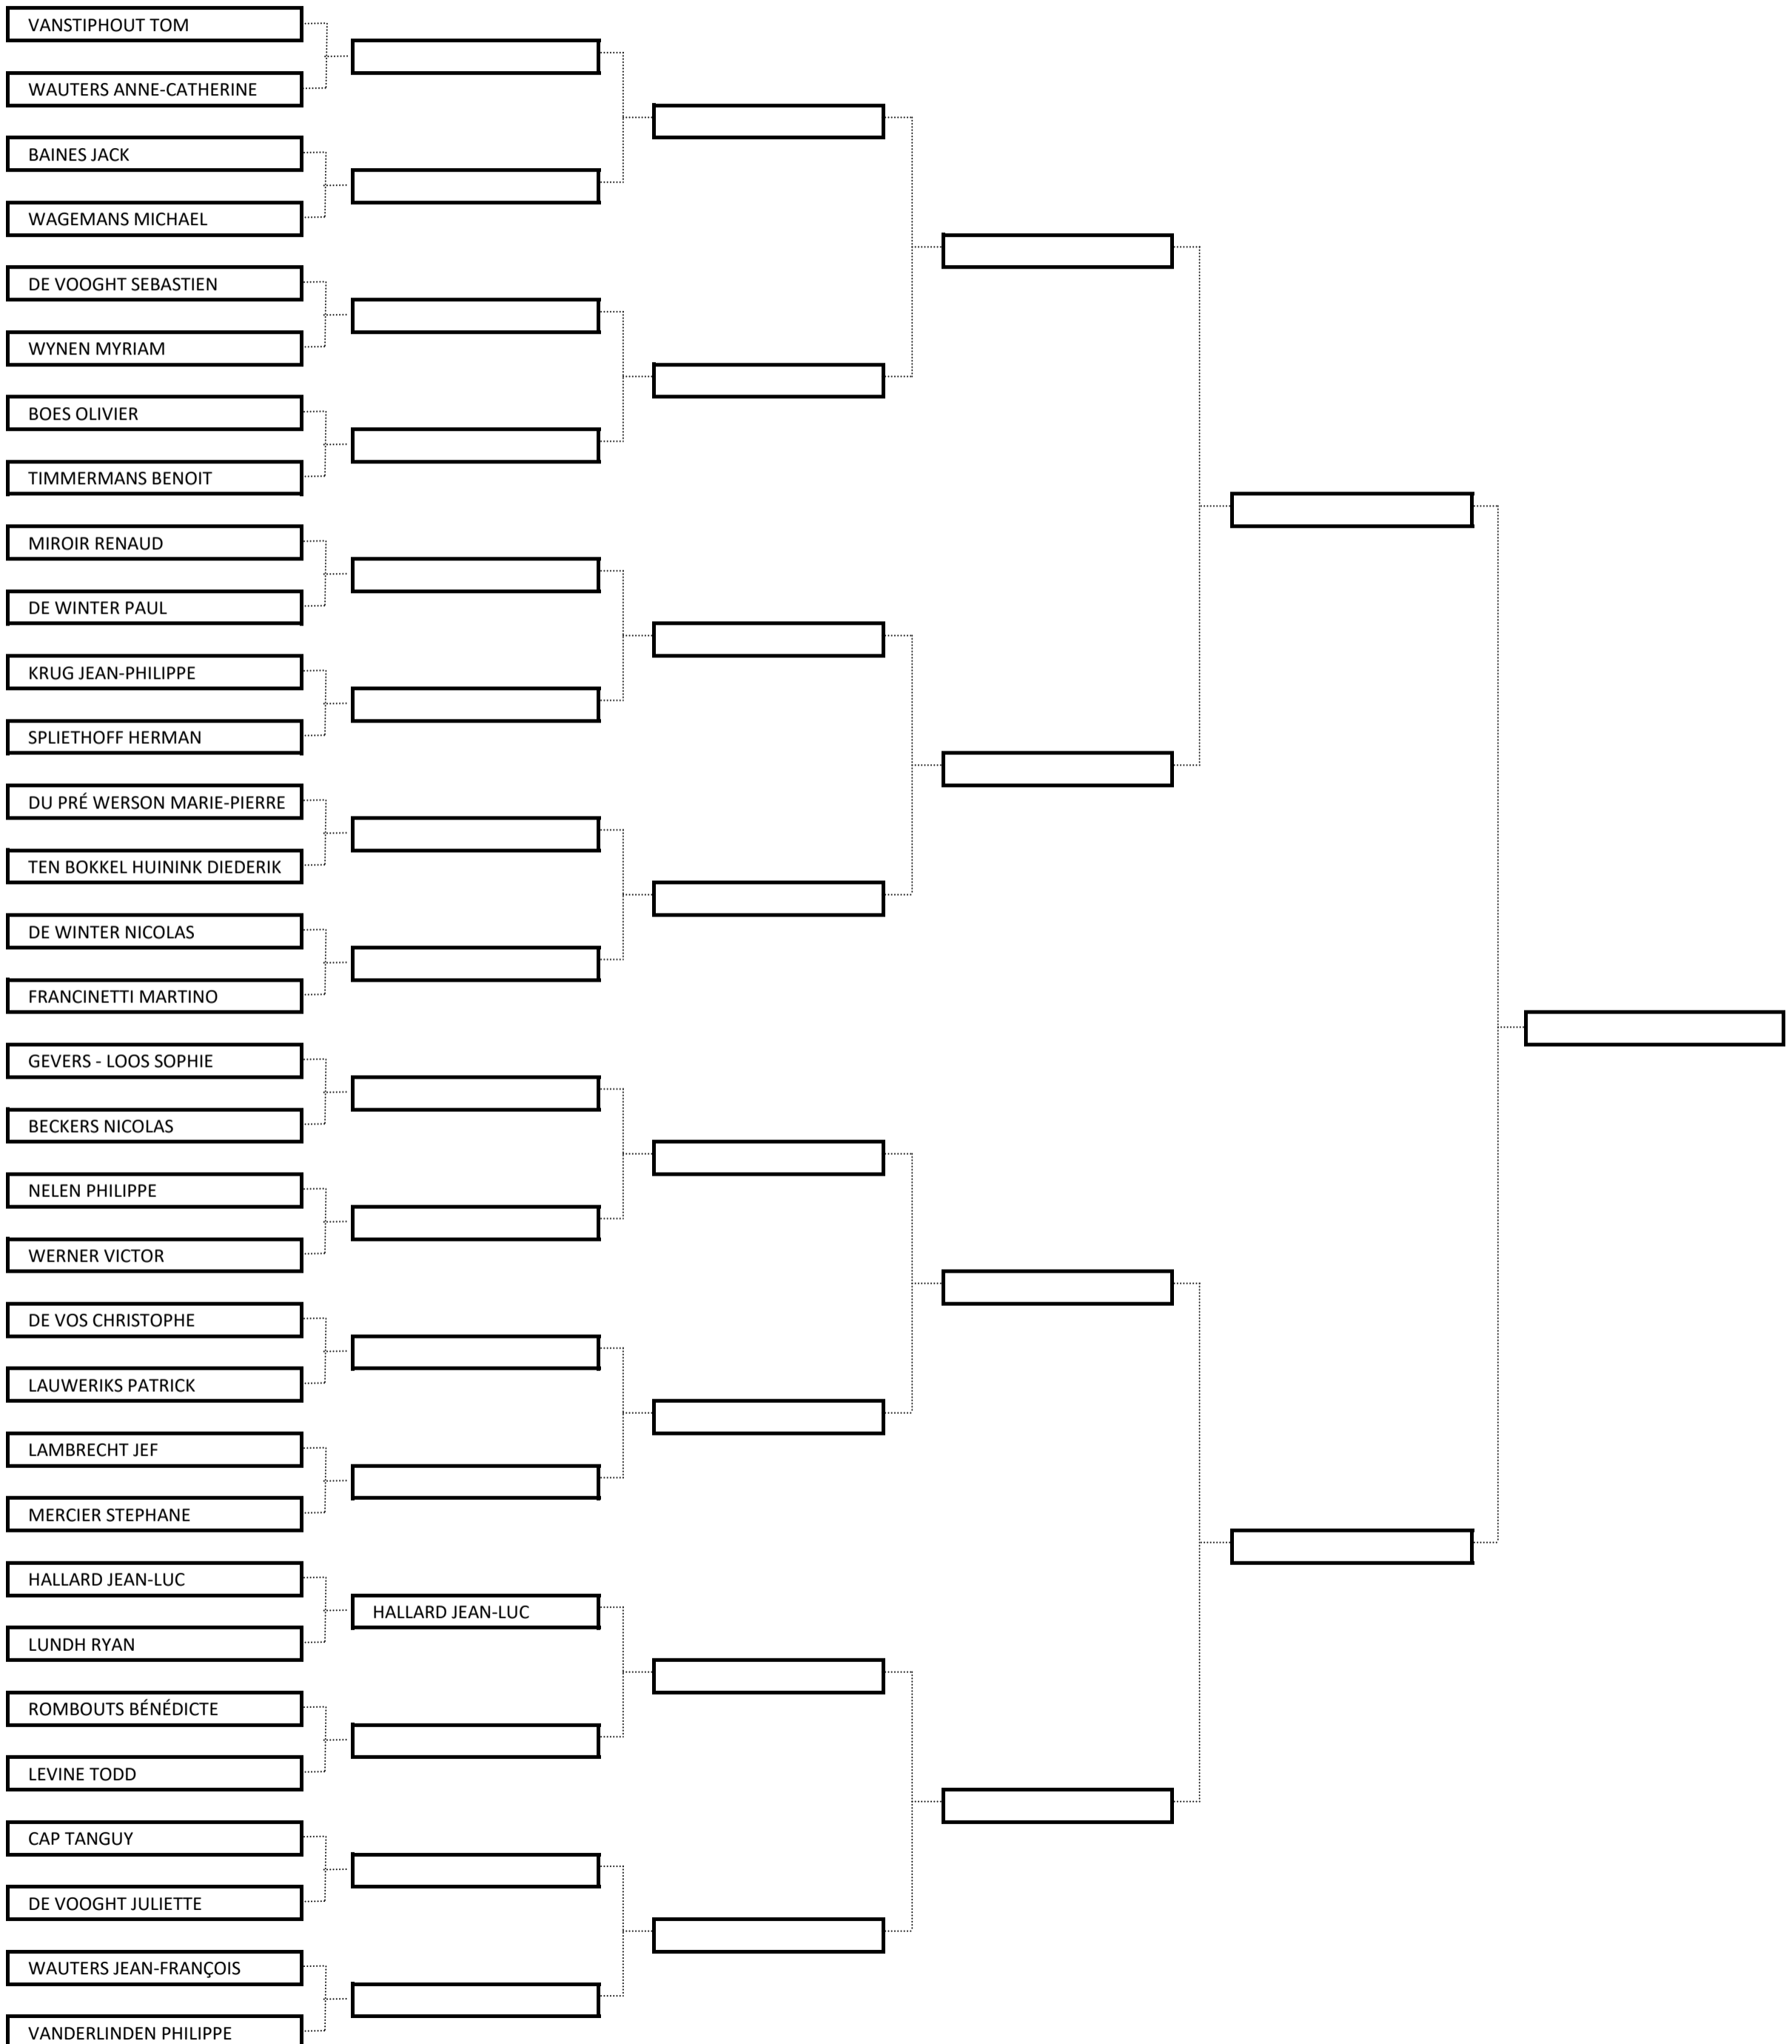 VANSTIPHOUT TOM
WAUTERS ANNE-CATHERINE
BAINES JACK
WAGEMANS MICHAEL
DE VOOGHT SEBASTIEN
WYNEN MYRIAM
BOES OLIVIER
TIMMERMANS BENOIT
MIROIR RENAUD
DE WINTER PAUL
KRUG JEAN-PHILIPPE
SPLIETHOFF HERMAN
DU PRÉ WERSON MARIE-PIERRE
TEN BOKKEL HUININK DIEDERIK
DE WINTER NICOLAS
FRANCINETTI MARTINO
GEVERS - LOOS SOPHIE
BECKERS NICOLAS
NELEN PHILIPPE
WERNER VICTOR
DE VOS CHRISTOPHE
LAUWERIKS PATRICK
LAMBRECHT JEF
MERCIER STEPHANE
HALLARD JEAN-LUC
HALLARD JEAN-LUC
LUNDH RYAN
ROMBOUTS BÉNÉDICTE
LEVINE TODD
CAP TANGUY
DE VOOGHT JULIETTE
WAUTERS JEAN-FRANÇOIS
VANDERLINDEN PHILIPPE